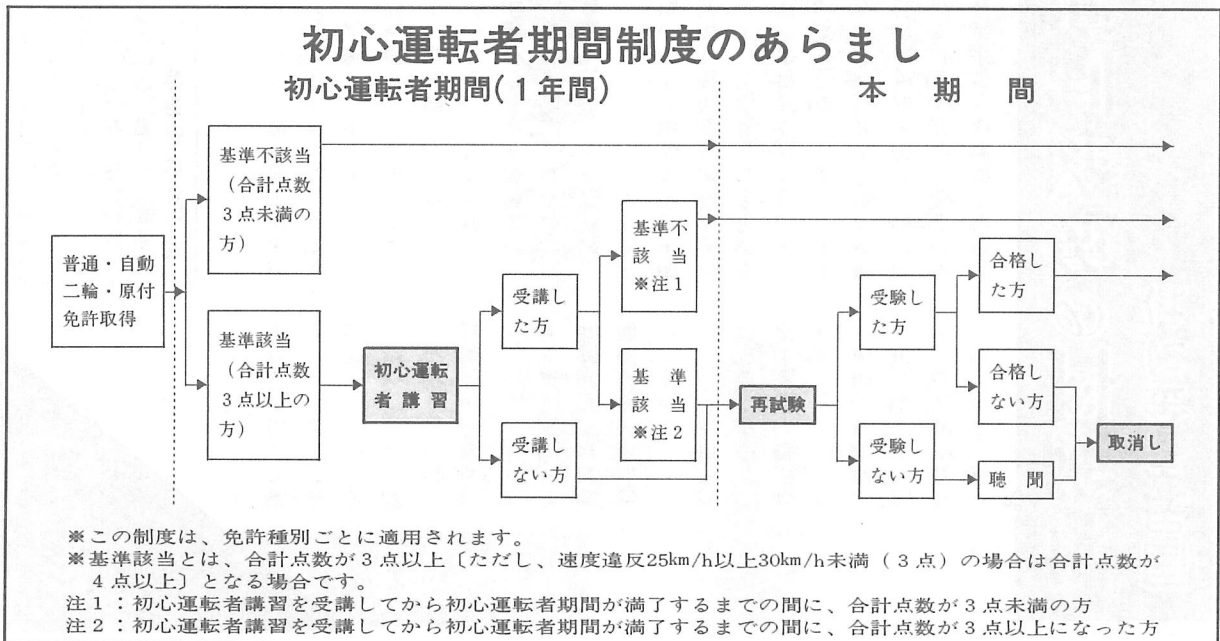 初心運転者期間制度のあらまし
初心運転者期間(1年間)
本期間
普通・自動
二輪・原付
免許取得
基準不該当
(合計点数
3点未満の
方)
基準該当
(合計点数
3点以上の
方)
初心運転
者講習
受講し
た方
受講し
ない方
基準不
該当
※注1
基準
該当
※注2
再試験
受験し
た方
受験し
ない方
合格し
た方
合格し
ない方
聴聞
取消し
※この制度は、免許種別ごとに適用されます。
※基準該当とは、合計点数が3点以上〔ただし、速度違反25km/h以上30km/h未満(3点)の場合は合計点数が
4点以上〕となる場合です。
注1:初心運転者講習を受講してから初心運転者期間が満了するまでの間に、合計点数が3点未満の方
注2:初心運転者講習を受講してから初心運転者期間が満了するまでの間に、合計点数が3点以上になった方